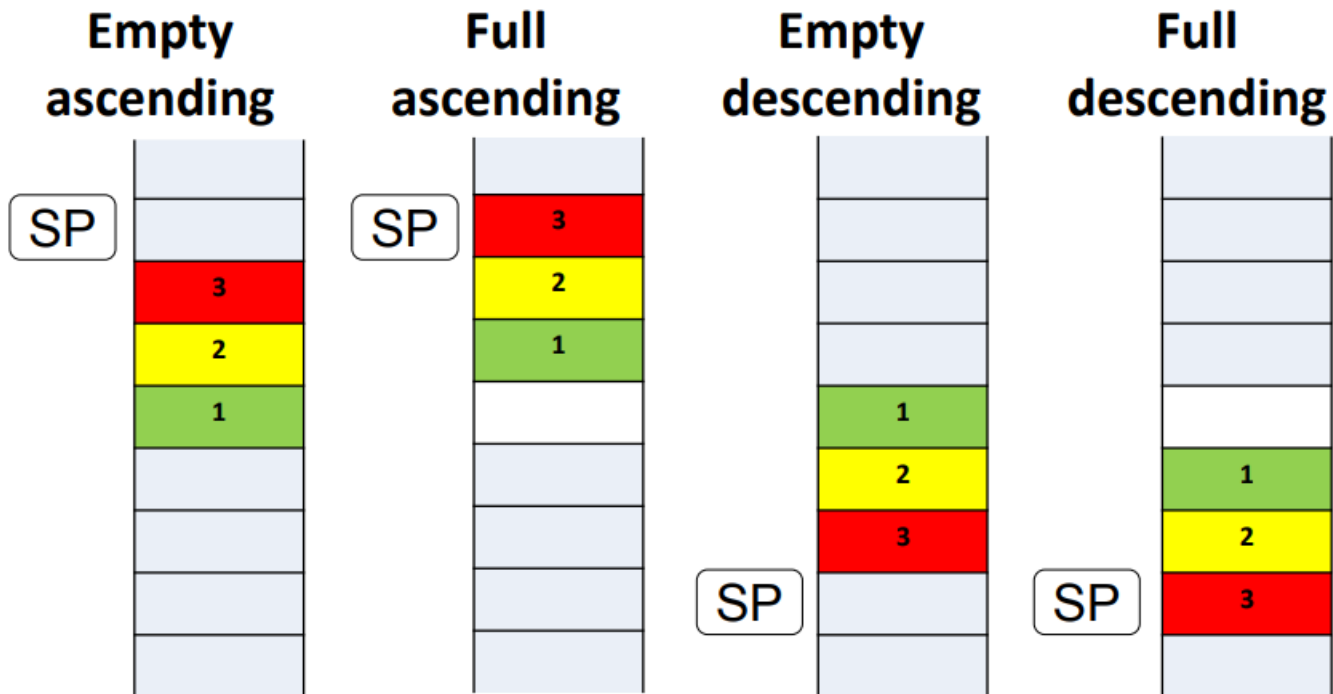 Empty
ascending
Full
ascending
Empty
descending
Full
descending
SP
3
2
1
SP
3
2
1
1
2
3
SP
1
2
3
SP